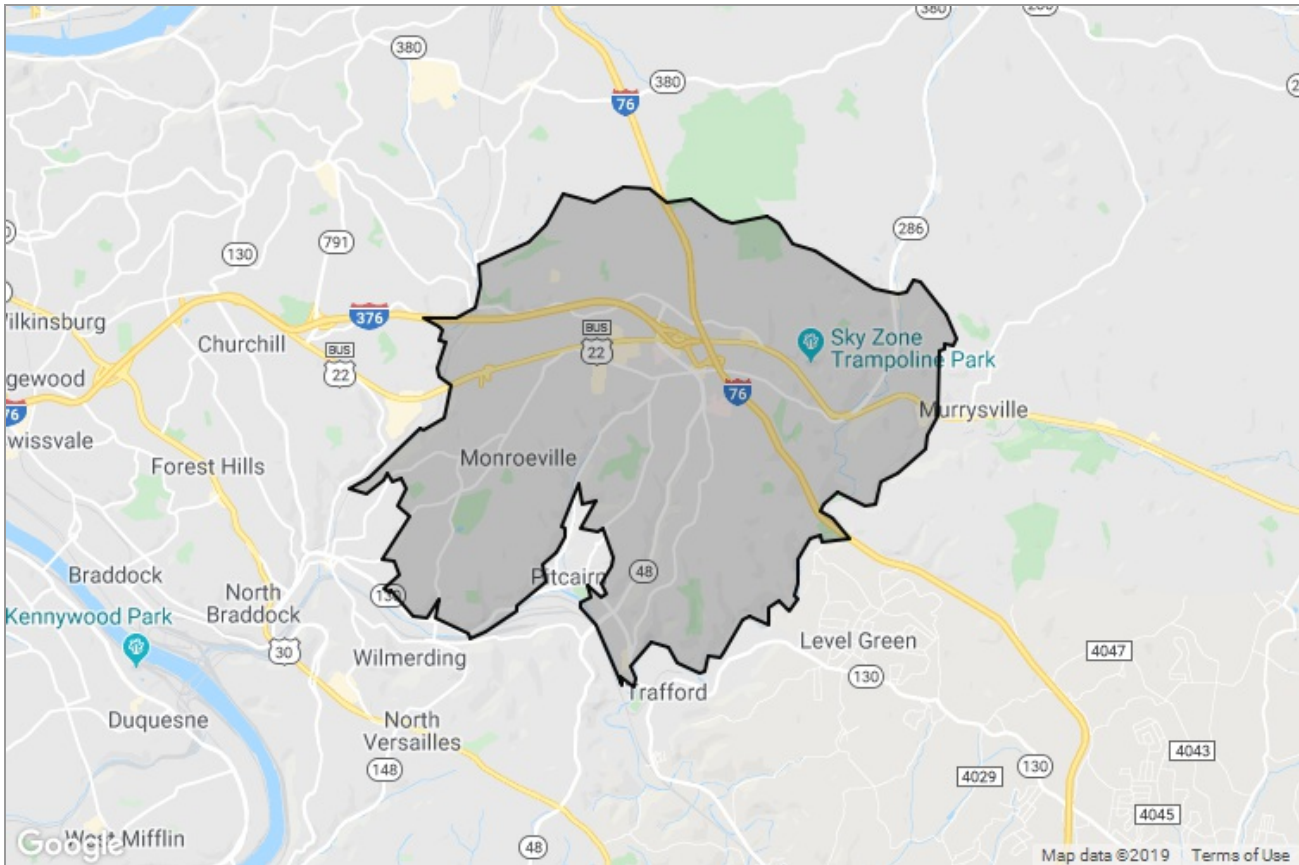 380
380
380
76
286
791
130
376
Wilkinsburg
Churchill
BUS
22
BUS
22
Sky Zone
Trampoline Park
dgewood
76
76
Murrysville
wissvale
Forest Hills
Monroeville
Braddock
Pitcairn
48
North
Braddock
130
Kennywood Park
30
Wilmerding
Level Green
4047
130
Trafford
Duquesne
North
Versailles
148
4043
130
4029
4045
48
West Mifflin
Google
Map data ©2019
Terms of Use